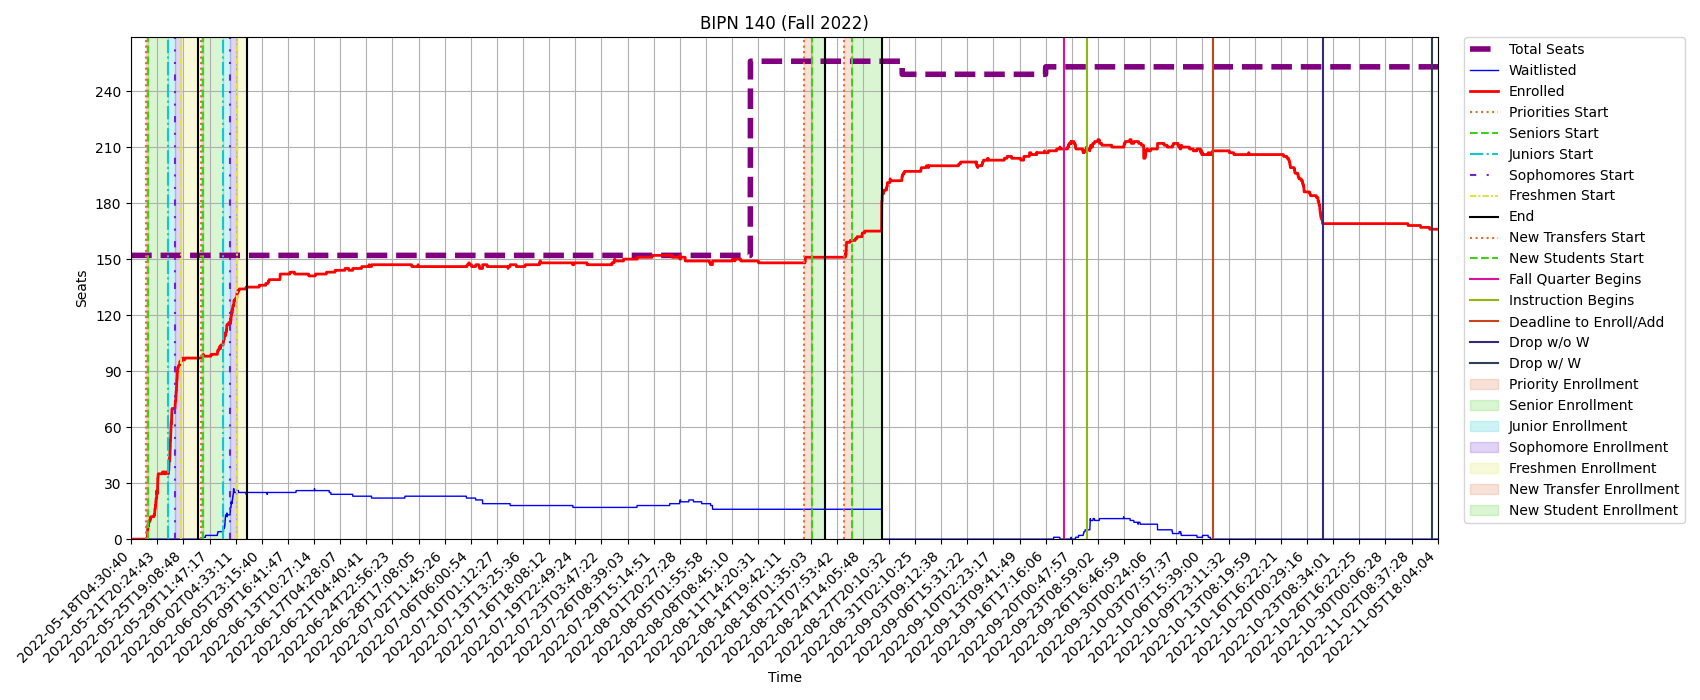 BIPN 140 (Fall 2022)
Seats
240
210
180
150
120
90
60
30
0
2022-05-18T04:30:40
2022-05-21T20:24:43
2022-05-25T19:08:48
2022-05-29T11:47:17
2022-06-02T04:33:11
2022-06-05T23:15:40
2022-06-09T16:41:47
2022-06-13T10:27:14
2022-06-17T04:28:07
2022-06-21T04:40:41
2022-06-24T22:56:23
2022-06-28T17:08:05
2022-07-02T11:45:26
2022-07-06T06:00:54
2022-07-10T01:12:27
2022-07-13T13:25:36
2022-07-16T18:08:12
2022-07-19T22:49:24
2022-07-23T03:47:22
2022-07-26T08:39:03
2022-07-29T15:14:51
2022-08-01T20:27:28
2022-08-05T01:55:58
2022-08-08T08:45:10
2022-08-11T14:20:31
2022-08-14T19:42:11
2022-08-18T01:35:03
2022-08-21T07:53:42
2022-08-24T14:05:48
2022-08-27T20:10:32
2022-08-31T02:10:25
2022-09-03T09:12:38
2022-09-06T15:31:22
2022-09-10T02:23:17
2022-09-13T09:41:49
2022-09-16T17:16:06
2022-09-20T00:47:57
2022-09-23T08:59:02
2022-09-26T16:46:59
2022-09-30T00:24:06
2022-10-03T07:57:37
2022-10-06T15:39:00
2022-10-09T23:11:32
2022-10-13T08:19:59
2022-10-16T16:22:21
2022-10-20T00:29:16
2022-10-23T08:34:01
2022-10-26T16:22:25
2022-10-30T00:06:28
2022-11-02T08:37:28
2022-11-05T18:04:04
Time
Total Seats
Waitlisted
Enrolled
Priorities Start
Seniors Start
Juniors Start
Sophomores Start
Freshmen Start
End
New Transfers Start
New Students Start
Fall Quarter Begins
Instruction Begins
Deadline to Enroll/Add
Drop w/o W
Drop w/ W
Priority Enrollment
Senior Enrollment
Junior Enrollment
Sophomore Enrollment
Freshmen Enrollment
New Transfer Enrollment
New Student Enrollment